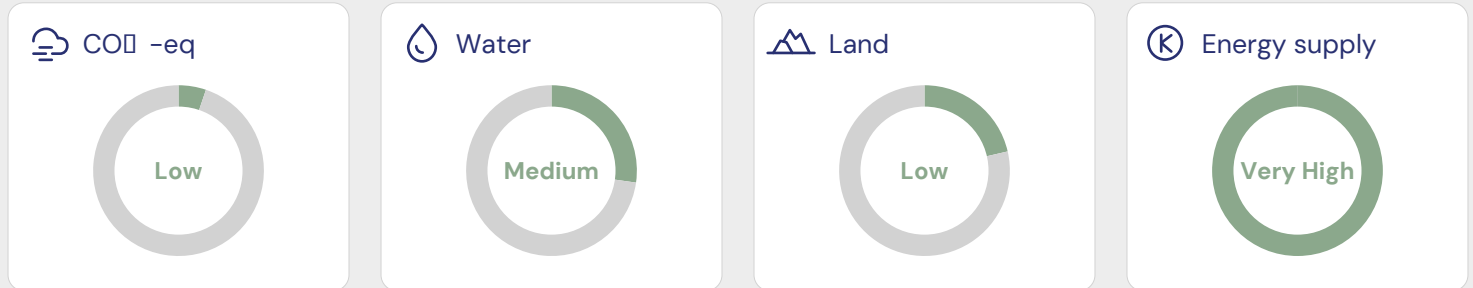 CO▯ -eq
Water
Land
Energy supply
Low
Medium
Low
Very High